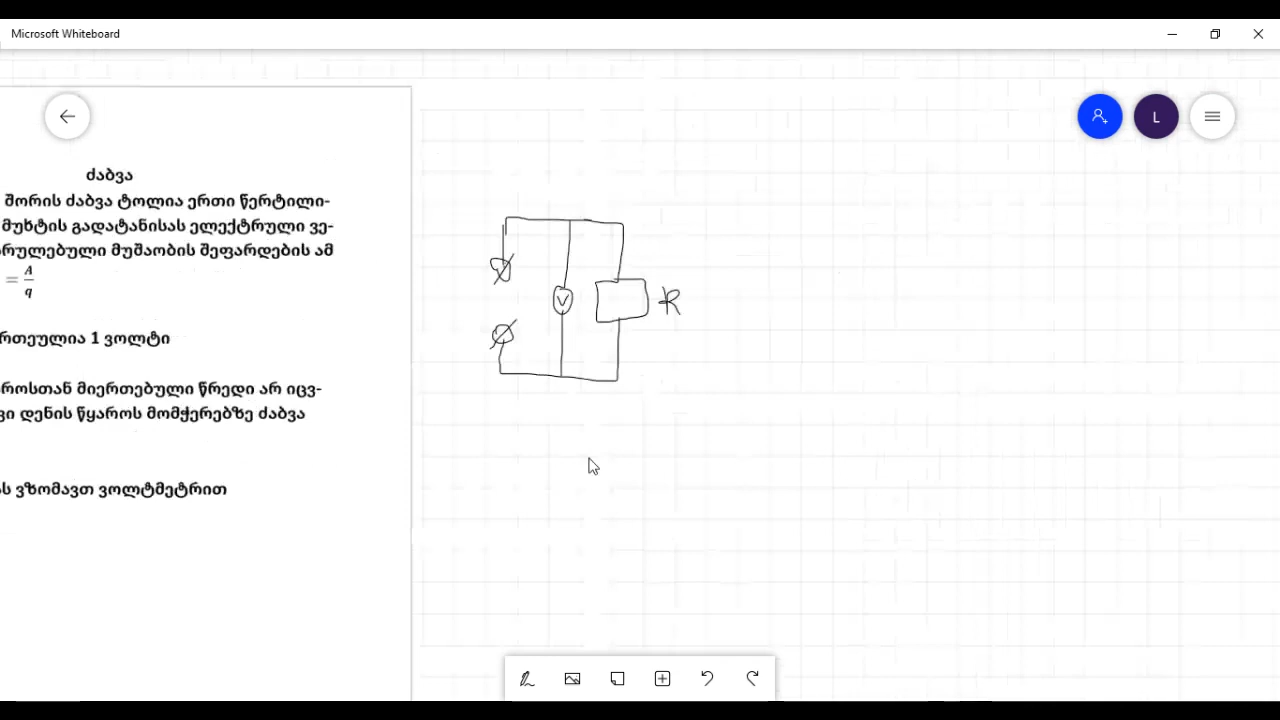 Microsoft Whiteboard
L
ძაბვა
შორის ძაბვა ტოლია ერთი წერტილი-
მუხტის გადატანისას ელექტრული ვე-
რულებული მუშაობის შეფარდების ამ
= A/q
რთეულია 1 ვოლტი
როსთან მიერთებული წრედი არ იცვ-
ვი დენის წყაროს მომჭერებზე ძაბვა
ს ვზომავთ ვოლტმეტრით
V
R